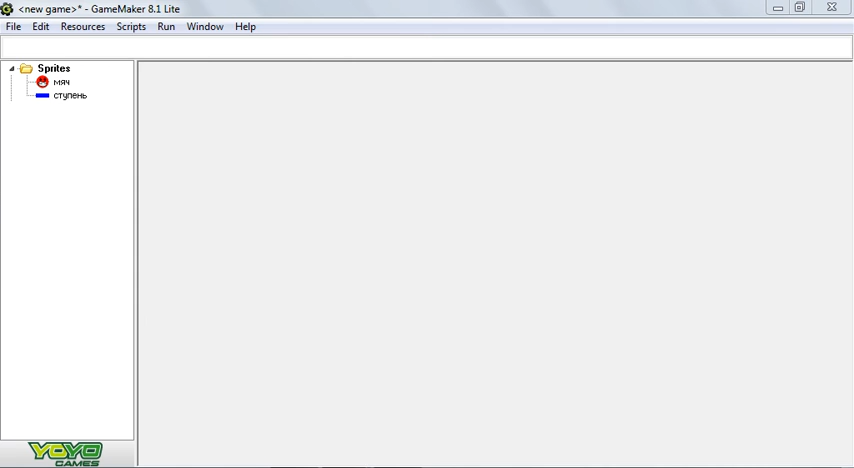 <new game>* - GameMaker 8.1 Lite
File Edit Resources Scripts Run Window Help
Sprites
мяч
ступень
YOYO
GAMES